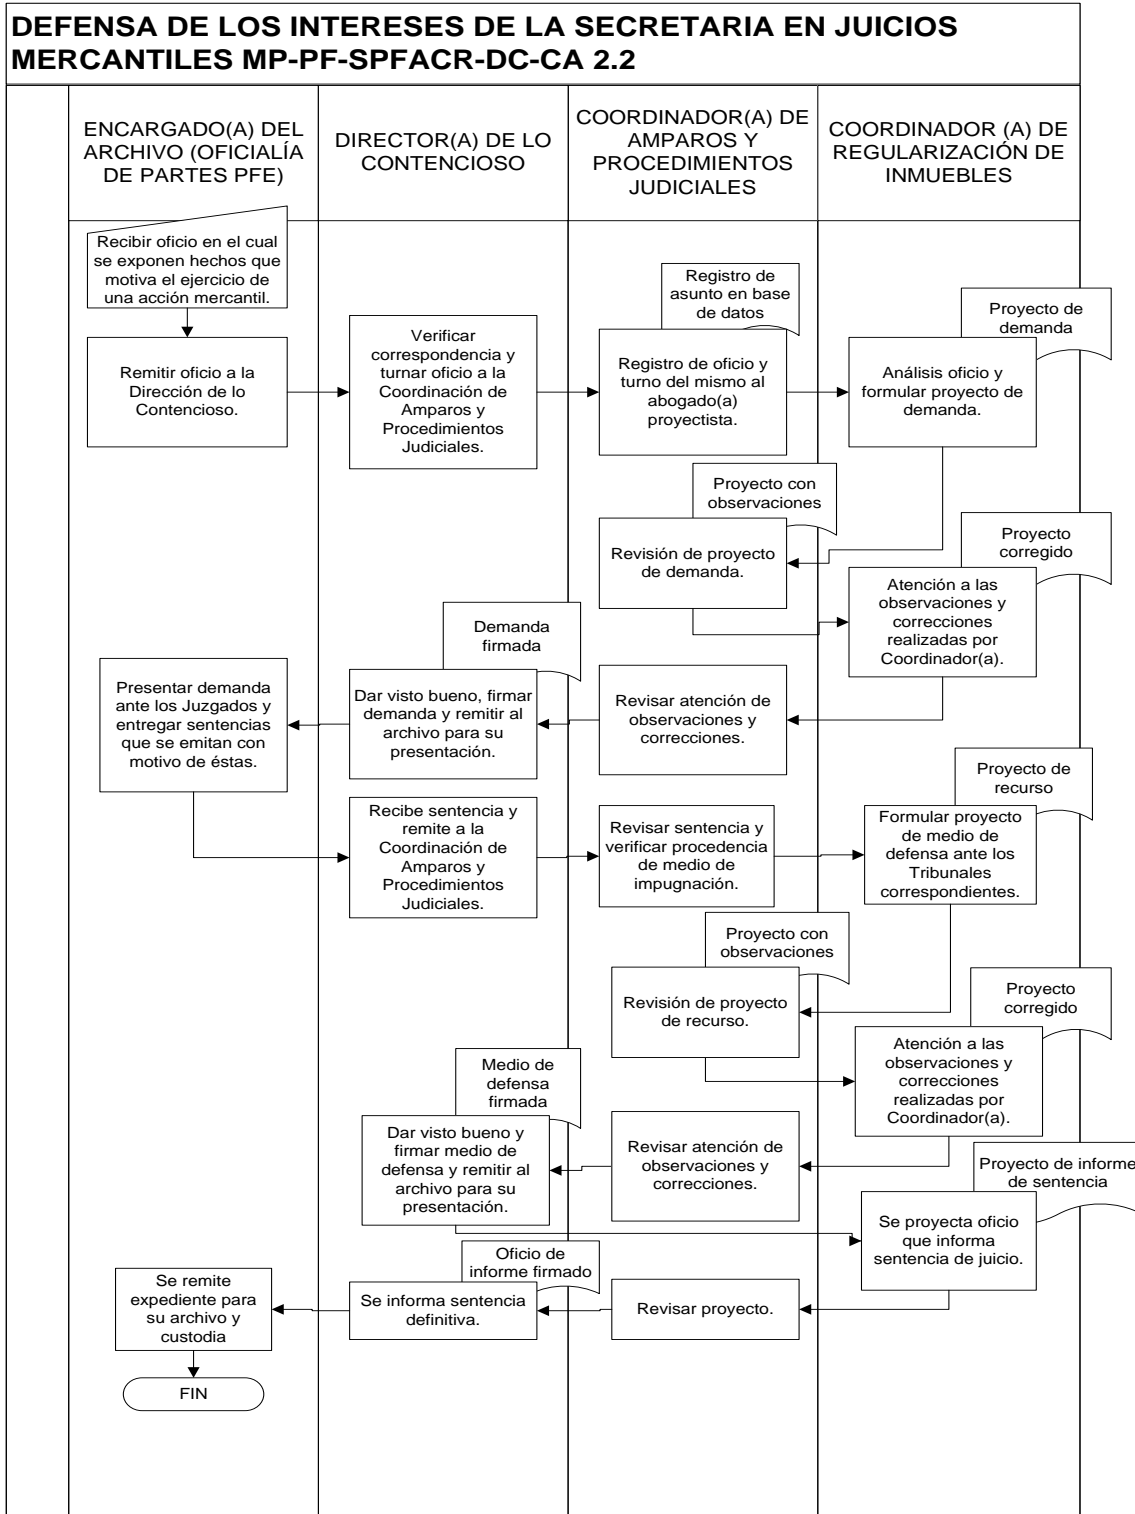 DEFENSA DE LOS INTERESES DE LA SECRETARIA EN JUICIOS
MERCANTILES MP-PF-SPFACR-DC-CA 2.2
ENCARGADO(A) DEL
ARCHIVO (OFICIALÍA
DE PARTES PFE)
DIRECTOR(A) DE LO
CONTENCIOSO
COORDINADOR(A) DE
AMPAROS Y
PROCEDIMIENTOS
JUDICIALES
COORDINADOR (A) DE
REGULARIZACIÓN DE
INMUEBLES
Recibir oficio en el cual
se exponen hechos que
motiva el ejercicio de
una acción mercantil.
Remitir oficio a la
Dirección de lo
Contencioso.
Verificar
correspondencia y
turnar oficio a la
Coordinación de
Amparos y
Procedimientos
Judiciales.
Registro de
asunto en base
de datos
Registro de oficio y
turno del mismo al
abogado(a)
proyectista.
Proyecto de
demanda
Análisis oficio y
formular proyecto de
demanda.
Proyecto con
observaciones
Revisión de proyecto
de demanda.
Proyecto
corregido
Atención a las
observaciones y
correcciones
realizadas por
Coordinador(a).
Revisar atención de
observaciones y
correcciones.
Demanda
firmada
Dar visto bueno, firmar
demanda y remitir al
archivo para su
presentación.
Presentar demanda
ante los Juzgados y
entregar sentencias
que se emitan con
motivo de éstas.
Recibe sentencia y
remite a la
Coordinación de
Amparos y
Procedimientos
Judiciales.
Revisar sentencia y
verificar procedencia
de medio de
impugnación.
Proyecto de
recurso
Formular proyecto
de medio de
defensa ante los
Tribunales
correspondientes.
Proyecto con
observaciones
Revisión de proyecto
de recurso.
Proyecto
corregido
Atención a las
observaciones y
correcciones
realizadas por
Coordinador(a).
Revisar atención de
observaciones y
correcciones.
Medio de
defensa
firmada
Dar visto bueno y
firmar medio de
defensa y remitir al
archivo para su
presentación.
Proyecto de informe
de sentencia
Se proyecta oficio
que informa
sentencia de juicio.
Revisar proyecto.
Oficio de
informe firmado
Se informa sentencia
definitiva.
Se remite
expediente para
su archivo y
custodia
FIN